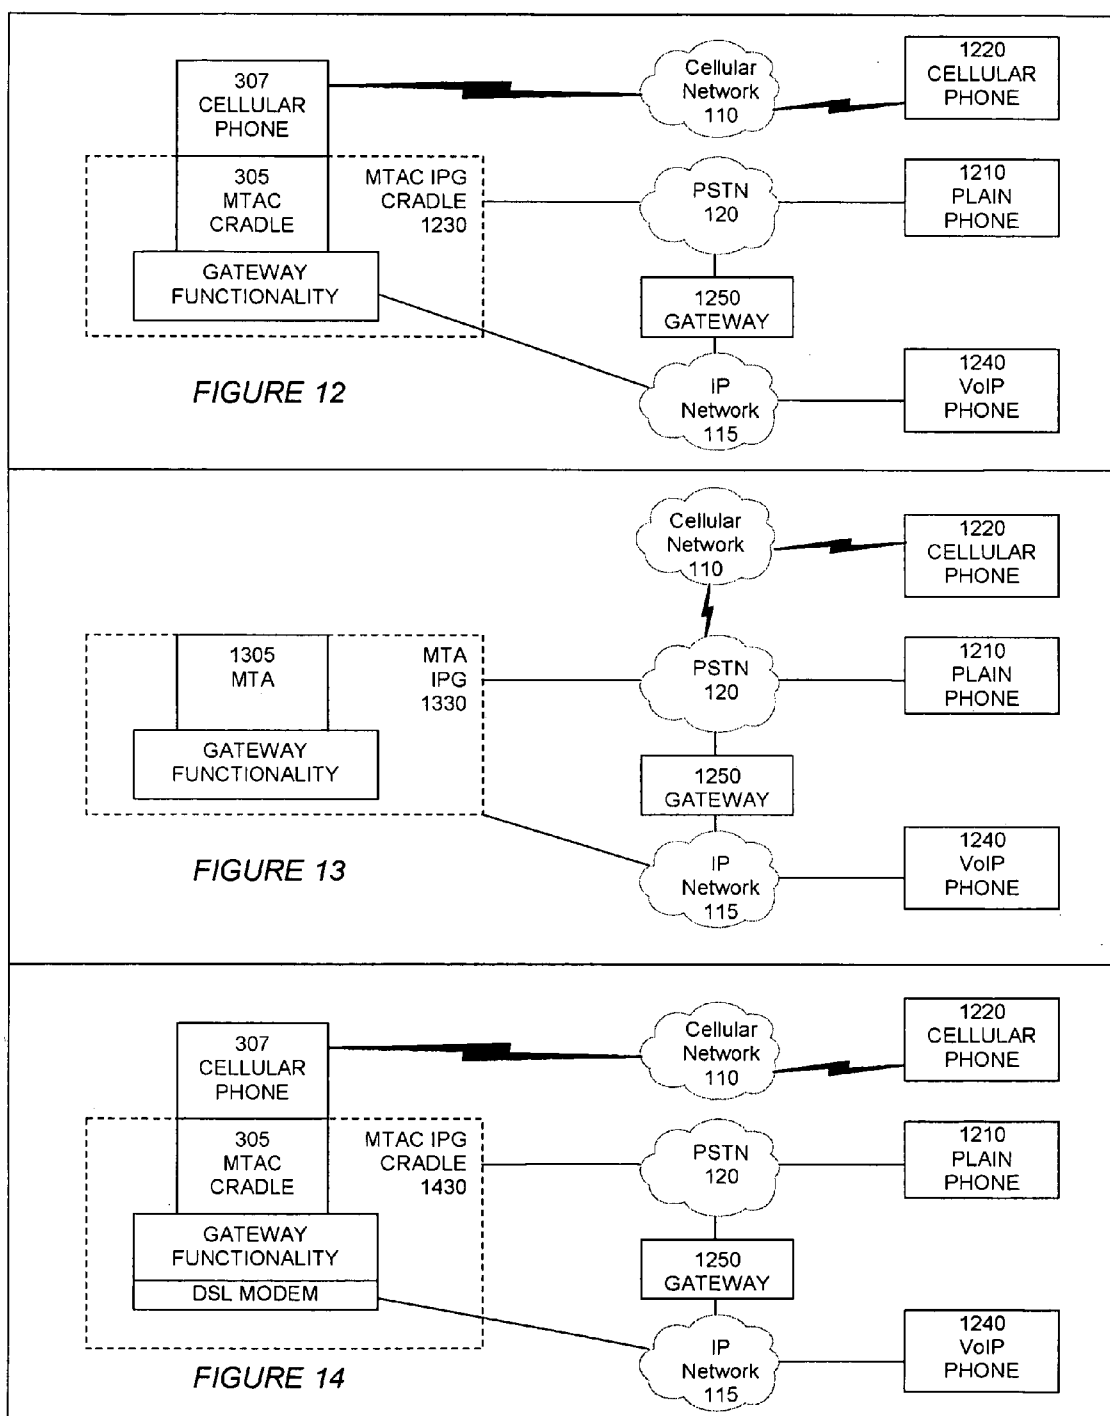 307
CELLULAR
PHONE
305
MTAC
CRADLE
MTAC IPG
CRADLE
1230
GATEWAY
FUNCTIONALITY
Cellular
Network
110
1220
CELLULAR
PHONE
PSTN
120
1210
PLAIN
PHONE
1250
GATEWAY
IP
Network
115
1240
VoIP
PHONE
FIGURE 12
Cellular
Network
110
1220
CELLULAR
PHONE
1305
MTA
MTA
IPG
1330
GATEWAY
FUNCTIONALITY
PSTN
120
1210
PLAIN
PHONE
1250
GATEWAY
IP
Network
115
1240
VoIP
PHONE
FIGURE 13
307
CELLULAR
PHONE
305
MTAC
CRADLE
MTAC IPG
CRADLE
1430
GATEWAY
FUNCTIONALITY
DSL MODEM
Cellular
Network
110
1220
CELLULAR
PHONE
PSTN
120
1210
PLAIN
PHONE
1250
GATEWAY
IP
Network
115
1240
VoIP
PHONE
FIGURE 14